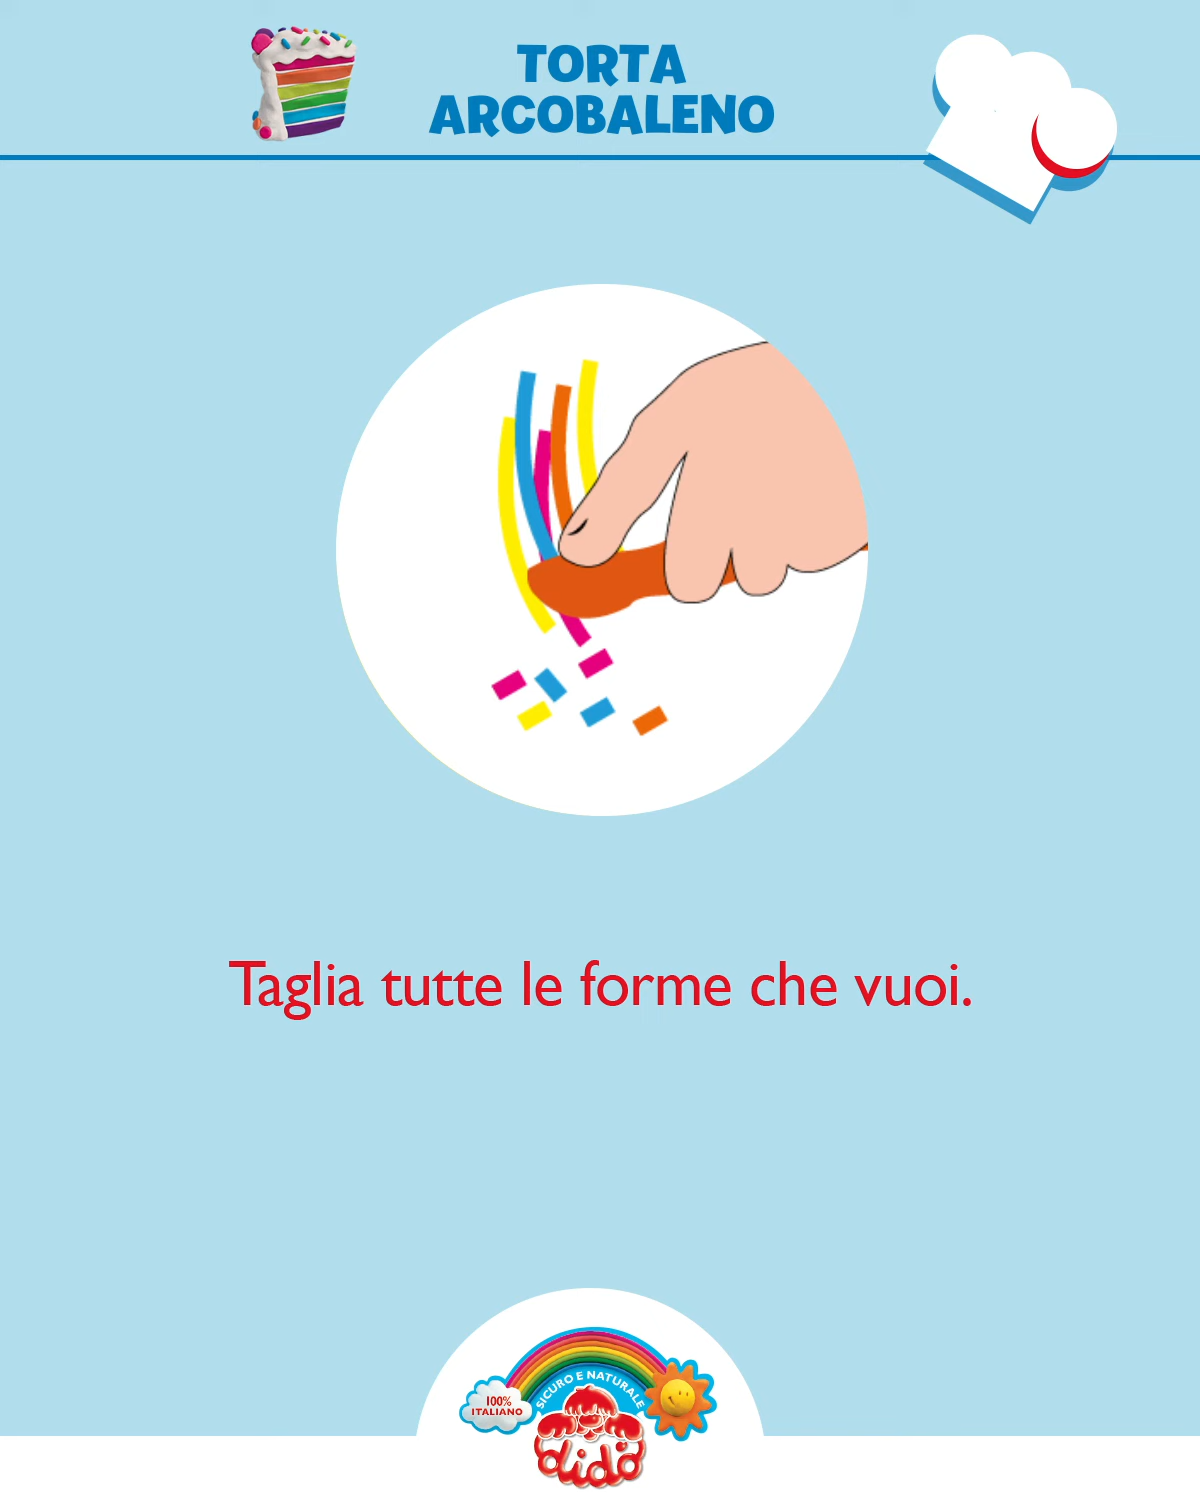 TORTA
ARCOBALENO
Taglia tutte le forme che vuoi.
SICURO E NATURALE
100%
ITALIANO
didò